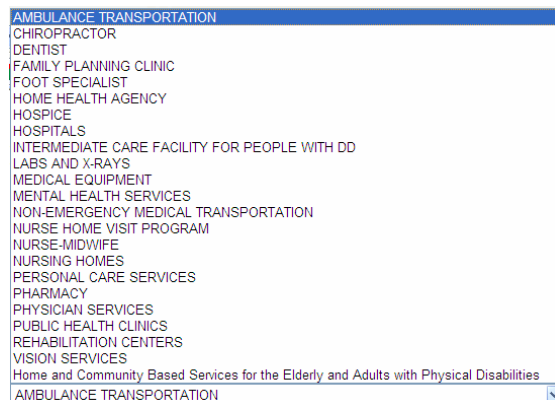 AMBULANCE TRANSPORTATION
CHIROPRACTOR
DENTIST
FAMILY PLANNING CLINIC
FOOT SPECIALIST
HOME HEALTH AGENCY
HOSPICE
HOSPITALS
INTERMEDIATE CARE FACILITY FOR PEOPLE WITH DD
LABS AND X-RAYS
MEDICAL EQUIPMENT
MENTAL HEALTH SERVICES
NON-EMERGENCY MEDICAL TRANSPORTATION
NURSE HOME VISIT PROGRAM
NURSE-MIDWIFE
NURSING HOMES
PERSONAL CARE SERVICES
PHARMACY
PHYSICIAN SERVICES
PUBLIC HEALTH CLINICS
REHABILITATION CENTERS
VISION SERVICES
Home and Community Based Services for the Elderly and Adults with Physical Disabilities
AMBULANCE TRANSPORTATION